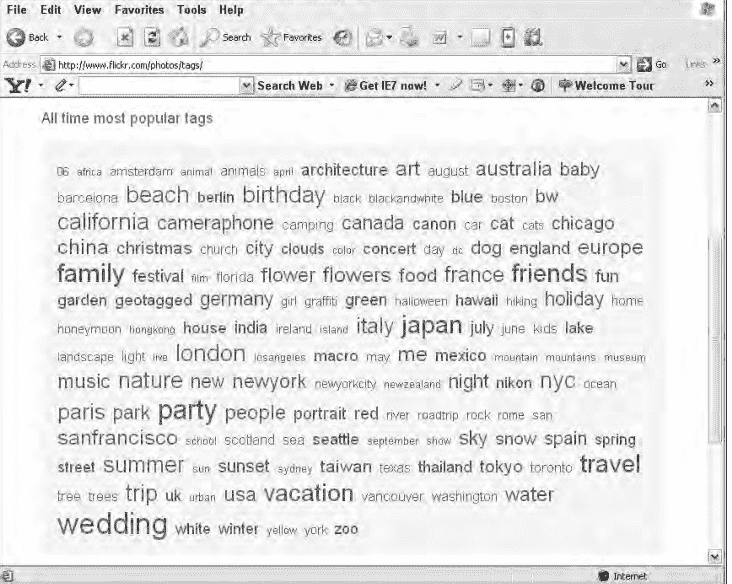 File Edit View Favorites Tools Help
Back Search Favorites
Address http://www.flickr.com/photos/tags/ Go Links »
Y! Search Web Get IE7 now! Welcome Tour »
All time most popular tags
06 africa amsterdam animal animals april architecture art august australia baby
barcelona beach berlin birthday black blackandwhite blue boston bw
california cameraphone camping canada canon car cat cats chicago
china christmas church city clouds color concert day dc dog england europe
family festival film florida flower flowers food france friends fun
garden geotagged germany girl graffiti green halloween hawaii hiking holiday home
honeymoon hongkong house india ireland island italy japan july june kids lake
landscape light live london losangeles macro may me mexico mountain mountains museum
music nature new newyork newyorkcity newzealand night nikon nyc ocean
paris park party people portrait red river roadtrip rock rome san
sanfrancisco school scotland sea seattle september show sky snow spain spring
street summer sun sunset sydney taiwan texas thailand tokyo toronto travel
tree trees trip uk urban usa vacation vancouver washington water
wedding white winter yellow york zoo
Internet